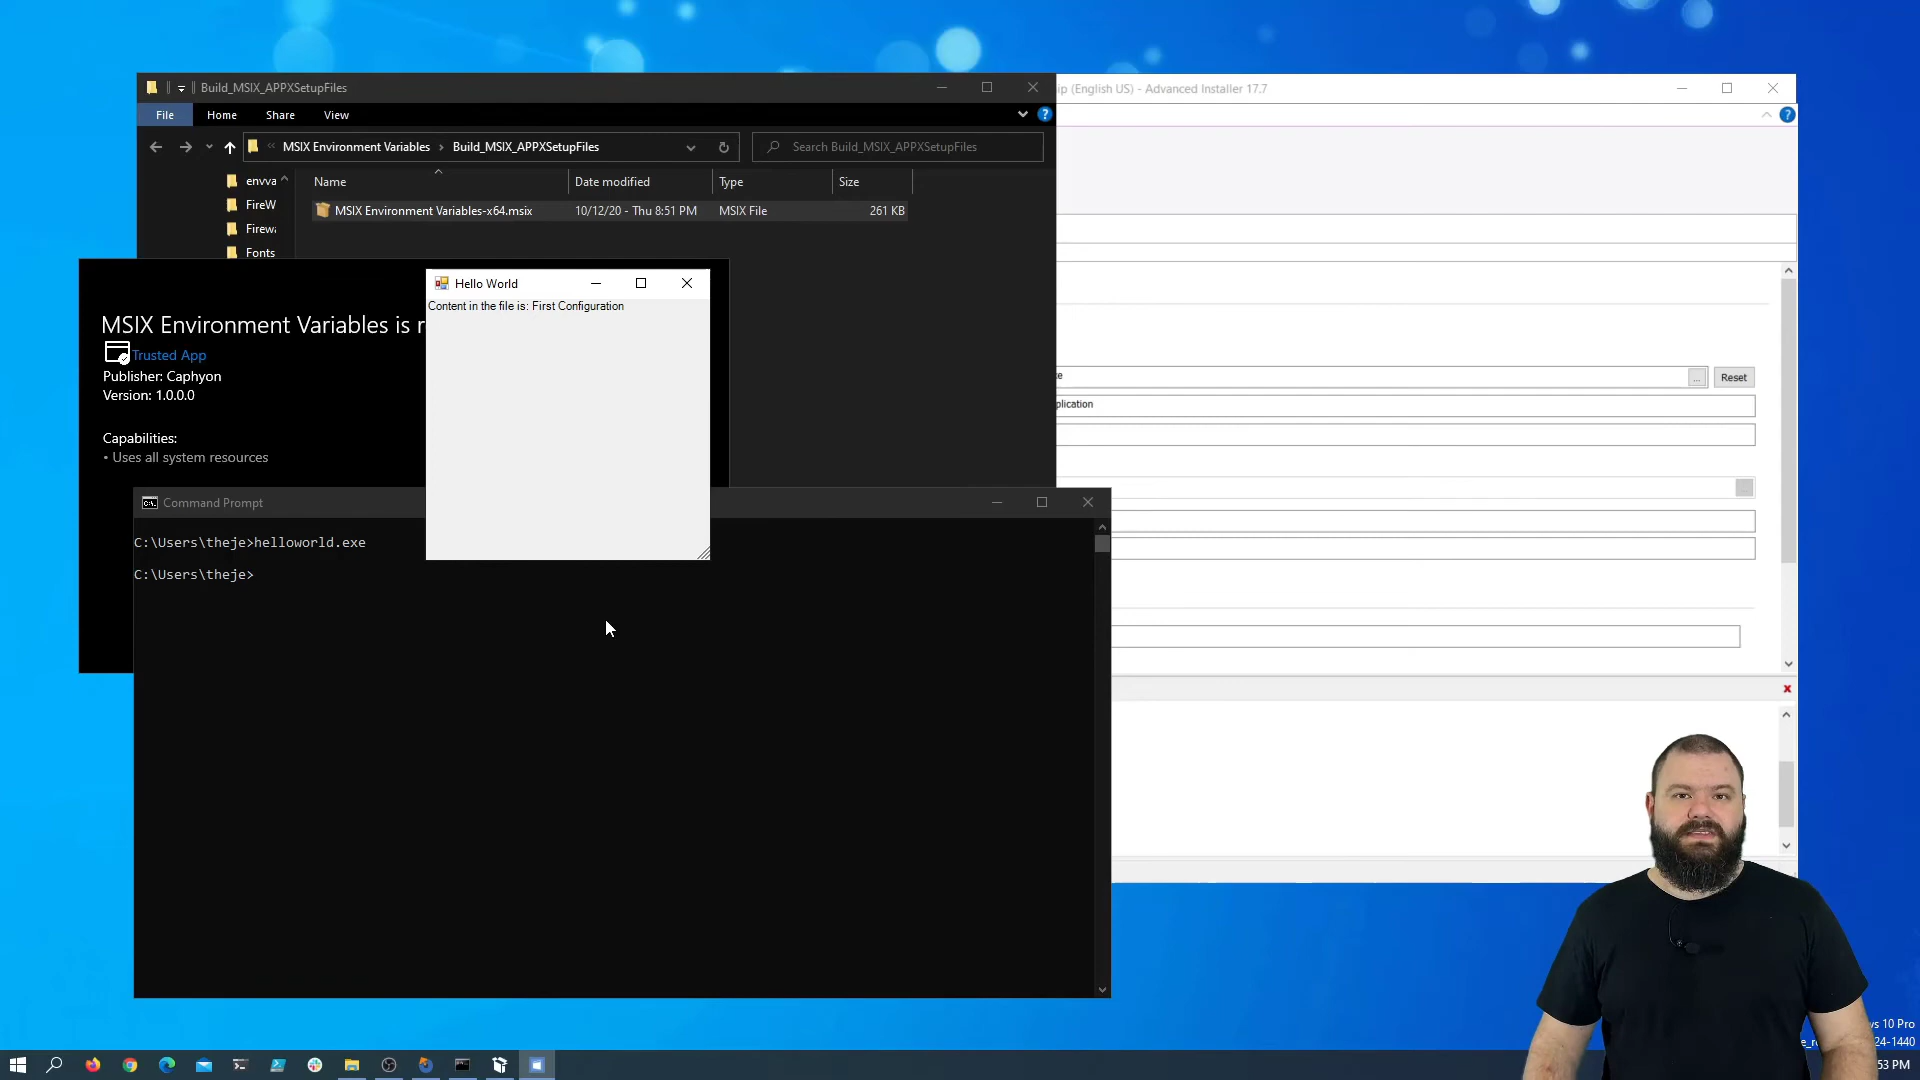 Build_MSIX_APPXSetupFiles
File Home Share View
MSIX Environment Variables › Build_MSIX_APPXSetupFiles
Search Build_MSIX_APPXSetupFiles
Name Date modified Type Size
MSIX Environment Variables-x64.msix 10/12/20 - Thu 8:51 PM MSIX File 261 KB
envva
FireW
Firewa
Fonts
ip (English US) - Advanced Installer 17.7
... Reset
plication
MSIX Environment Variables is r
Trusted App
Publisher: Caphyon
Version: 1.0.0.0
Capabilities:
• Uses all system resources
Hello World
Content in the file is: First Configuration
Command Prompt
C:\Users\theje>helloworld.exe
C:\Users\theje>
vs 10 Pro
24-1440
53 PM